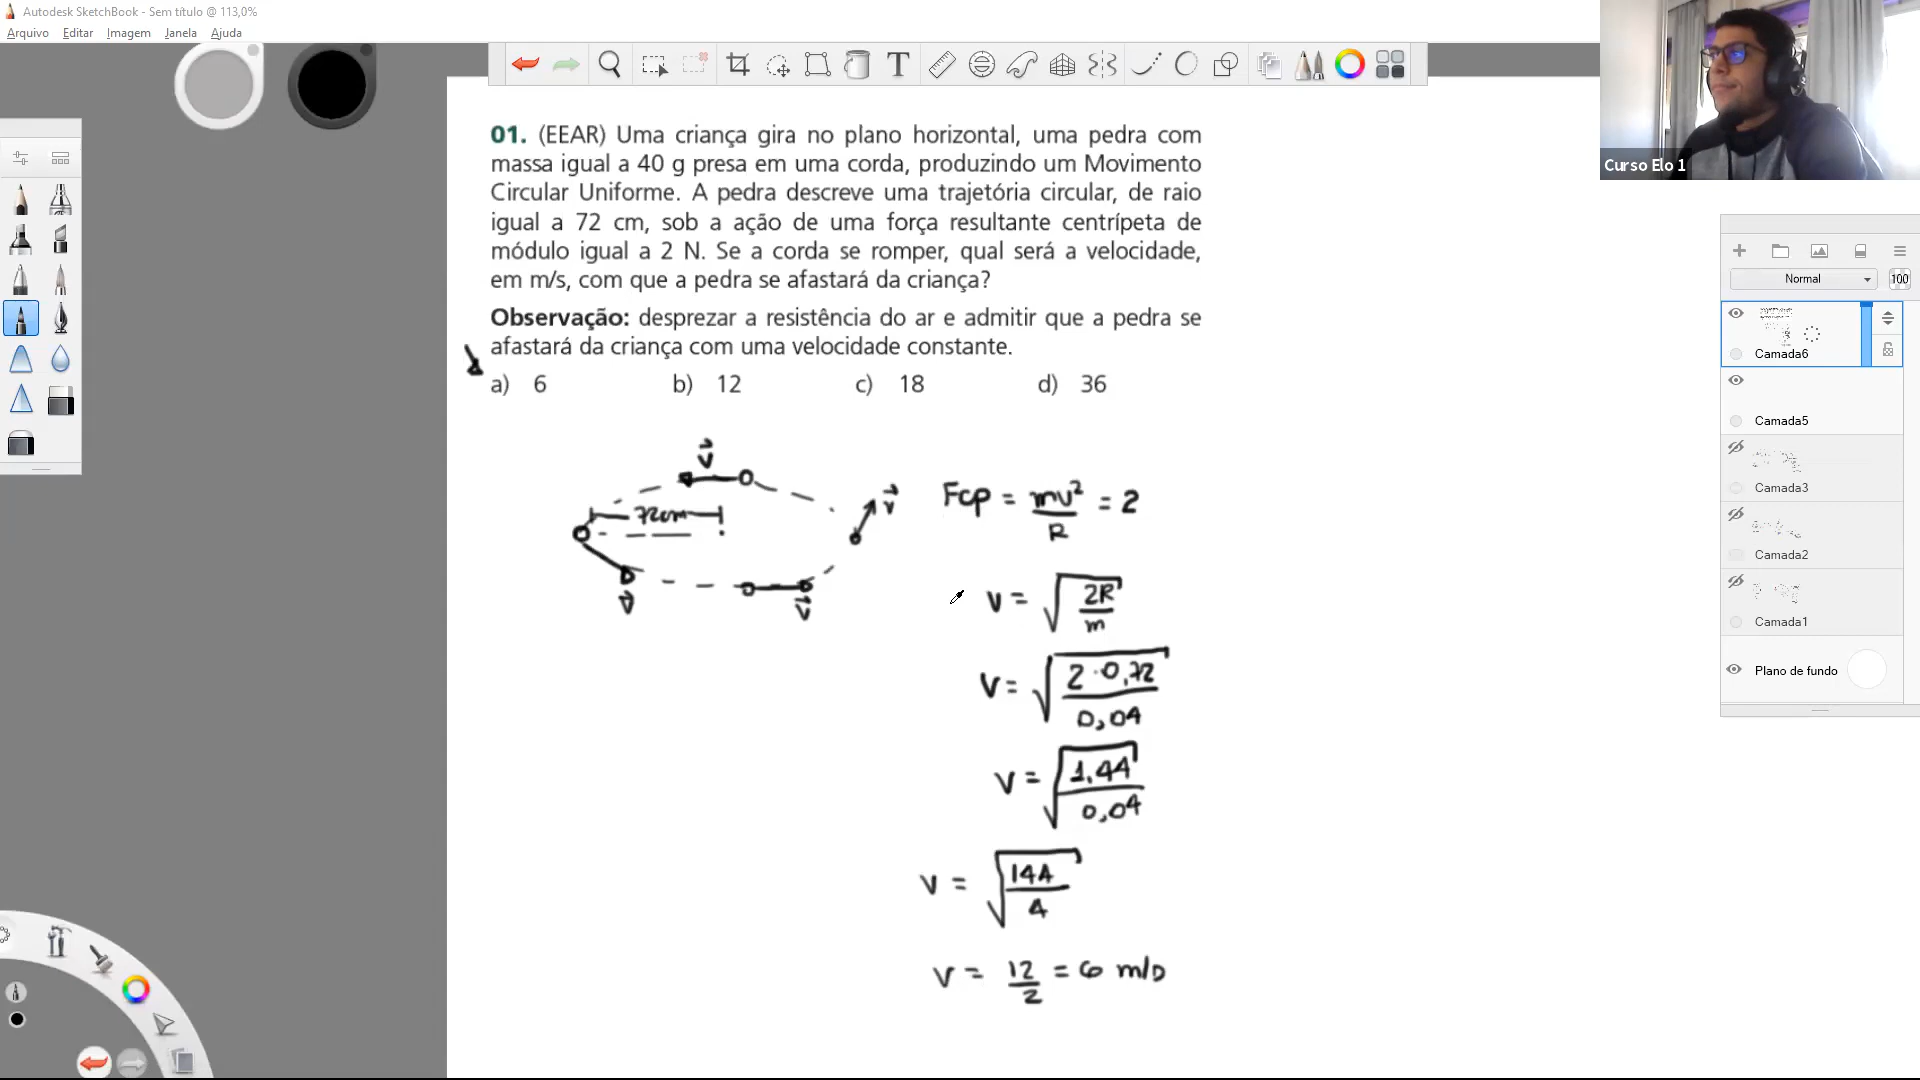 Autodesk SketchBook - Sem título @ 113,0%
Arquivo Editar Imagem Janela Ajuda
T
Curso Elo 1
01. (EEAR) Uma criança gira no plano horizontal, uma pedra com
massa igual a 40 g presa em uma corda, produzindo um Movimento
Circular Uniforme. A pedra descreve uma trajetória circular, de raio
igual a 72 cm, sob a ação de uma força resultante centrípeta de
módulo igual a 2 N. Se a corda se romper, qual será a velocidade,
em m/s, com que a pedra se afastará da criança?
Observação: desprezar a resistência do ar e admitir que a pedra se
afastará da criança com uma velocidade constante.
a) 6 b) 12 c) 18 d) 36
v⃗
72cm
v⃗
v⃗
v⃗
Fcp = mv²/R = 2
v = √(2R/m)
v = √(2·0,72/0,04)
v = √(1,44/0,04)
v = √(144/4)
v = 12/2 = 6 m/s
Normal 100
Camada6
Camada5
Camada3
Camada2
Camada1
Plano de fundo